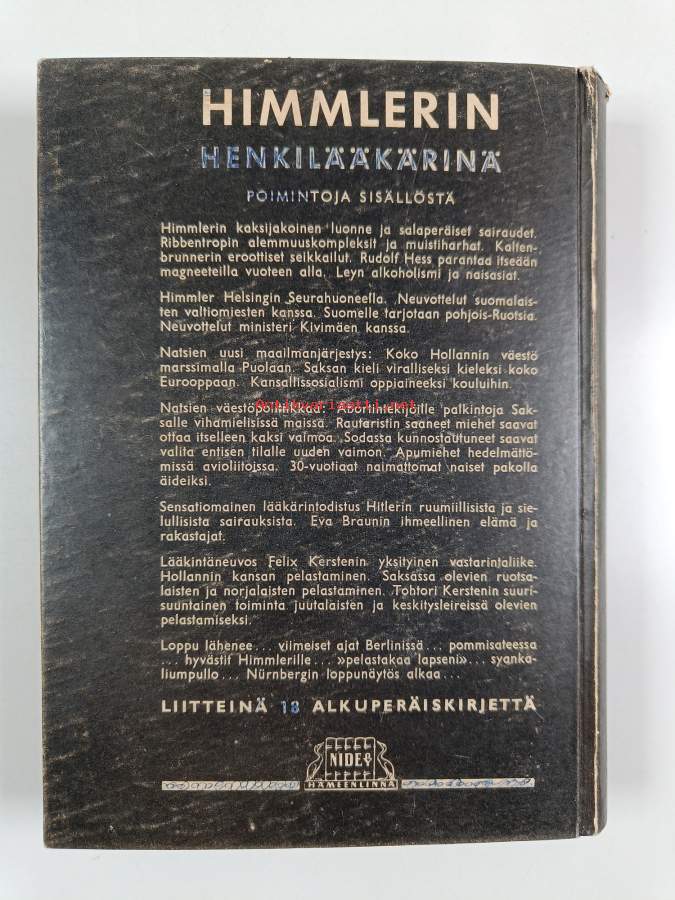 HIMMLERIN
HENKILÄÄKÄRINÄ
POIMINTOJA SISÄLLÖSTÄ
Himmlerin kaksijakoinen luonne ja salaperäiset sairaudet.
Ribbentropin alemmuuskompleksit ja muistiharhat. Kalten-
brunnerin eroottiset seikkailut. Rudolf Hess parantaa itseään
magneeteilla vuoteen alla. Leyn alkoholismi ja naisasiat.
Himmler Helsingin Seurahuoneella. Neuvottelut suomalais-
ten valtiomiesten kanssa. Suomelle tarjotaan pohjois-Ruotsia.
Neuvottelut ministeri Kivimäen kanssa.
Natsien uusi maailmanjärjestys: Koko Hollannin väestö
marssimalla Puolaan. Saksan kieli viralliseksi kieleksi koko
Eurooppaan. Kansallissosialismi oppiaineeksi kouluihin.
Natsien väestöpolitiikkaa: Abortintekijöille palkintoja Sak-
salle vihamielisissä maissa. Rautaristin saaneet miehet saavat
ottaa itselleen kaksi vaimoa. Sodassa kunnostautuneet saavat
valita entisen tilalle uuden vaimon. Apumiehet hedelmättö-
missä avioliitoissa. 30-vuotiaat naimattomat naiset pakolla
äideiksi.
Sensatiomainen lääkärintodistus Hitlerin ruumiillisista ja sie-
lullisista sairauksista. Eva Braunin ihmeellinen elämä ja
rakastajat.
Lääkintäneuvos Felix Kerstenin yksityinen vastarintaliike.
Hollannin kansan pelastaminen. Saksassa olevien ruotsa-
laisten ja norjalaisten pelastaminen. Tohtori Kerstenin suuri-
suuntainen toiminta juutalaisten ja keskitysleireissä olevien
pelastamiseksi.
Loppu lähenee... viimeiset ajat Berlinissä... pommisateessa
... hyvästit Himmlerille... »pelastakaa lapseni»... syanka-
liumpullo... Nürnbergin loppunäytös alkaa...
LIITTEINÄ 18 ALKUPERÄISKIRJETTÄ
NIDE
HÄMEENLINNA